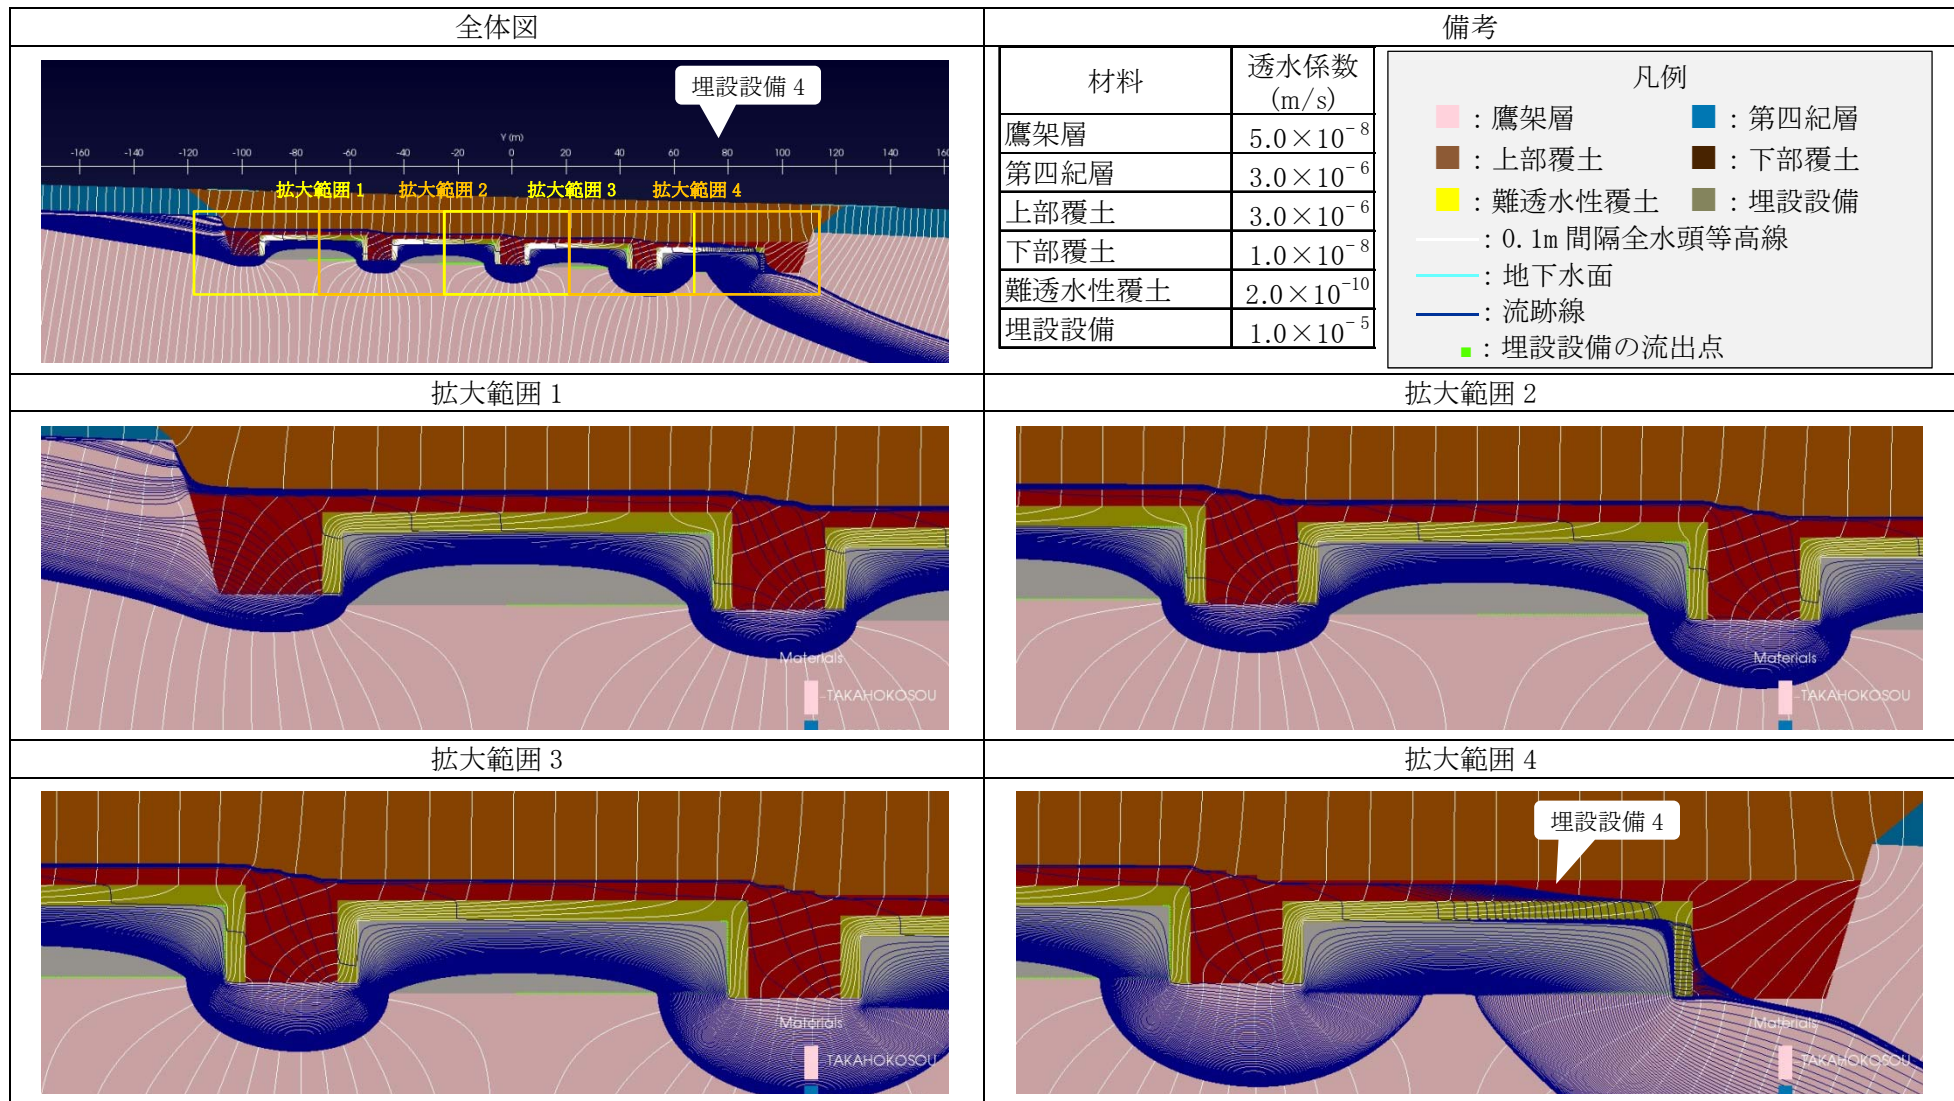 全体図
備考
埋設設備 4
Y (m)
-160 -140 -120 -100 -80 -60 -40 -20 0 20 40 60 80 100 120 140 160
拡大範囲 1 拡大範囲 2 拡大範囲 3 拡大範囲 4
材料 透水係数
(m/s)
鷹架層 5.0×10⁻⁸
第四紀層 3.0×10⁻⁶
上部覆土 3.0×10⁻⁶
下部覆土 1.0×10⁻⁸
難透水性覆土 2.0×10⁻¹⁰
埋設設備 1.0×10⁻⁵
凡例
：鷹架層 ：第四紀層
：上部覆土 ：下部覆土
：難透水性覆土 ：埋設設備
：0.1m 間隔全水頭等高線
：地下水面
：流跡線
：埋設設備の流出点
拡大範囲 1
拡大範囲 2
Materials
TAKAHOKOSOU
Materials
TAKAHOKOSOU
拡大範囲 3
拡大範囲 4
Materials
TAKAHOKOSOU
埋設設備 4
Materials
TAKAHOKOSOU